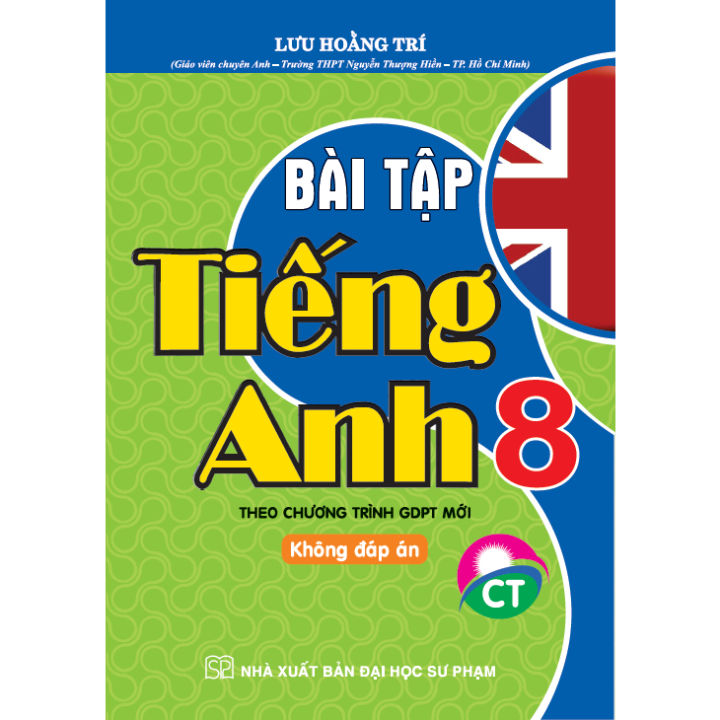 LƯU HOẰNG TRÍ
(Giáo viên chuyên Anh – Trường THPT Nguyễn Thượng Hiền – TP. Hồ Chí Minh)
BÀI TẬP
Tiếng
Anh 8
THEO CHƯƠNG TRÌNH GDPT MỚI
Không đáp án
CT
SP NHÀ XUẤT BẢN ĐẠI HỌC SƯ PHẠM